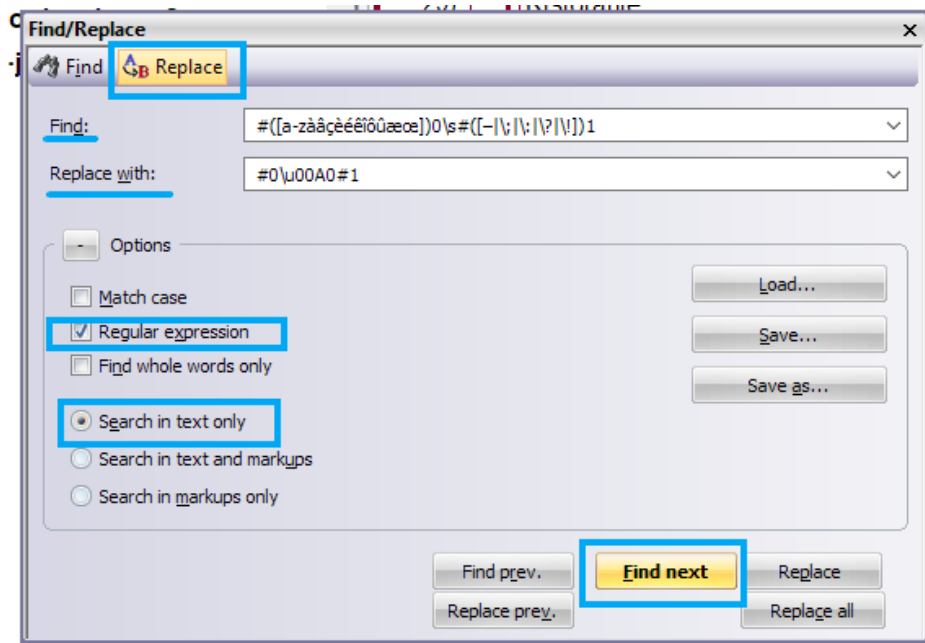 Find/Replace
Find Replace
Find: #([a-zàâçèéêîôûæœ])0\s#([–|\;|\:|\?|\!])1
Replace with: #0\u00A0#1
- Options
Match case
Load...
Regular expression
Save...
Find whole words only
Save as...
Search in text only
Search in text and markups
Search in markups only
Find prev. Find next Replace
Replace prev. Replace all